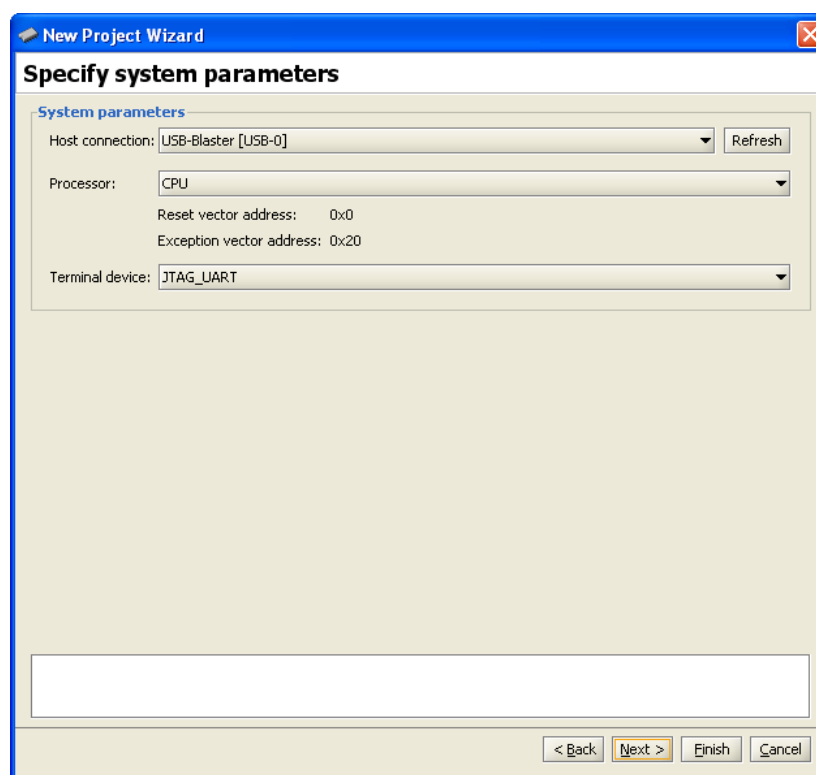 New Project Wizard
Specify system parameters
System parameters
Host connection: USB-Blaster [USB-0] Refresh
Processor: CPU
Reset vector address: 0x0
Exception vector address: 0x20
Terminal device: JTAG_UART
< Back Next > Finish Cancel